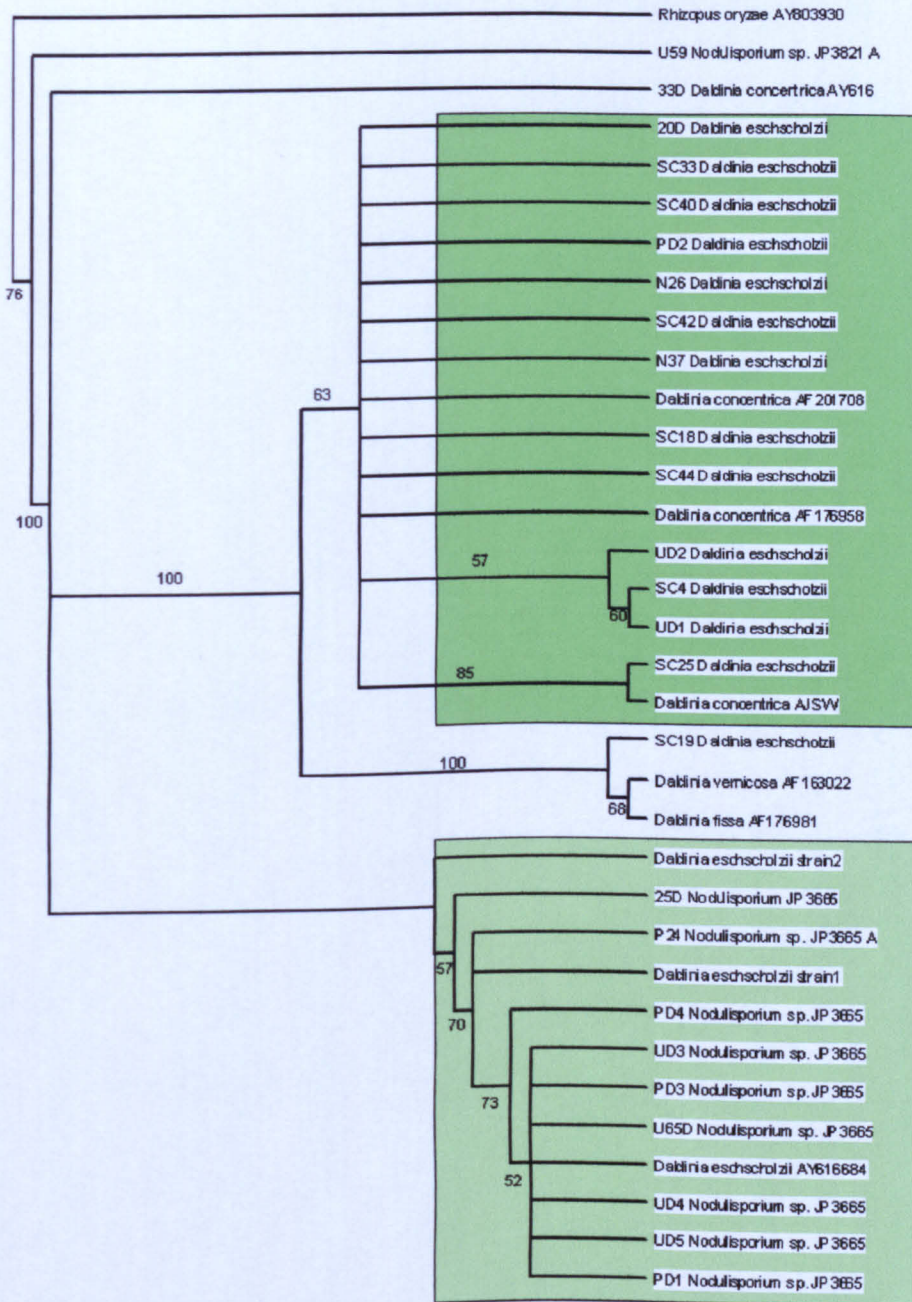 Rhizopus oryzae AY803930
U59 Nodulisporium sp. JP3821 A
33D Daldinia concertrica AY616
20D Daldinia eschscholzii
SC33 Daldinia eschscholzii
SC40 Daldinia eschscholzii
PD2 Daldinia eschscholzii
N26 Daldinia eschscholzii
76
SC42 Daldinia eschscholzii
N37 Daldinia eschscholzii
63
Daldinia concentrica AF201708
SC18 Daldinia eschscholzii
SC44 Daldinia eschscholzii
Daldinia concentrica AF176958
100
UD2 Daldinia eschscholzii
57
100
SC4 Daldinia eschscholzii
60
UD1 Daldinia eschscholzii
SC25 Daldinia eschscholzii
85
Daldinia concentrica AJSW
SC19 Daldinia eschscholzii
100
Daldinia vernicosa AF163022
68
Daldinia fissa AF176981
Daldinia eschscholzii strain2
25D Nodulisporium JP3665
P24 Nodulisporium sp. JP3665 A
57
Daldinia eschscholzii strain1
70
PD4 Nodulisporium sp. JP3665
UD3 Nodulisporium sp. JP3665
PD3 Nodulisporium sp. JP3665
73
U65D Nodulisporium sp. JP3665
Daldinia eschscholzii AY616684
52
UD4 Nodulisporium sp. JP3665
UD5 Nodulisporium sp. JP3665
PD1 Nodulisporium sp. JP3665